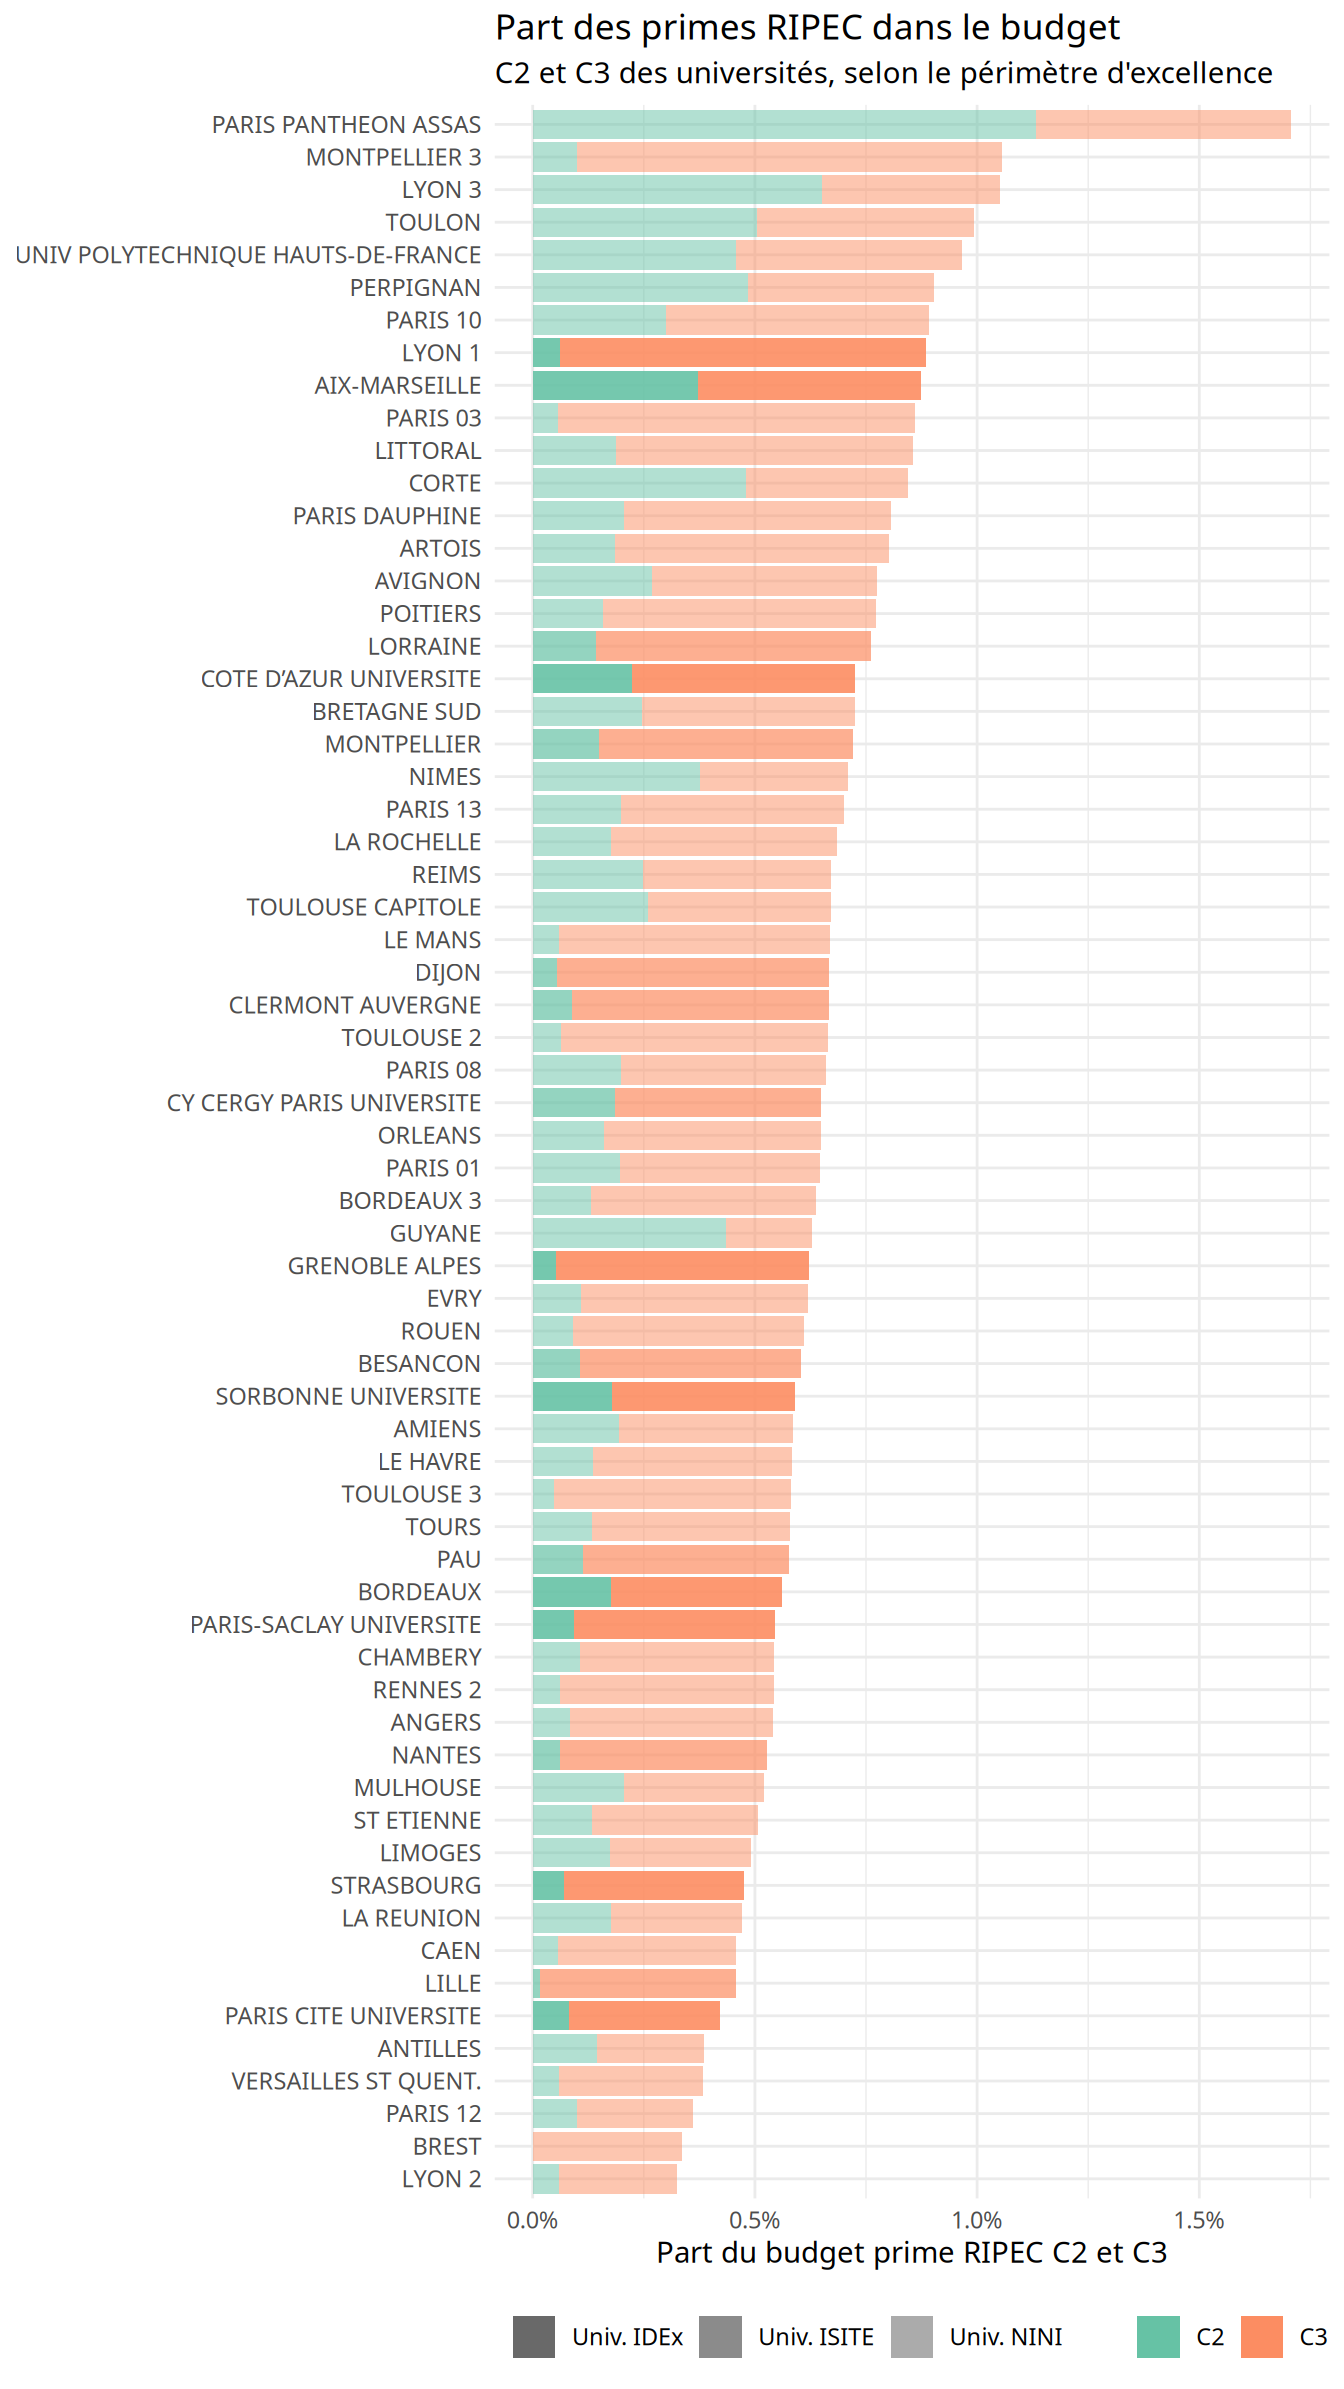 Part des primes RIPEC dans le budget
C2 et C3 des universités, selon le périmètre d'excellence
PARIS PANTHEON ASSAS
MONTPELLIER 3
LYON 3
TOULON
UNIV POLYTECHNIQUE HAUTS-DE-FRANCE
PERPIGNAN
PARIS 10
LYON 1
AIX-MARSEILLE
PARIS 03
LITTORAL
CORTE
PARIS DAUPHINE
ARTOIS
AVIGNON
POITIERS
LORRAINE
COTE D’AZUR UNIVERSITE
BRETAGNE SUD
MONTPELLIER
NIMES
PARIS 13
LA ROCHELLE
REIMS
TOULOUSE CAPITOLE
LE MANS
DIJON
CLERMONT AUVERGNE
TOULOUSE 2
PARIS 08
CY CERGY PARIS UNIVERSITE
ORLEANS
PARIS 01
BORDEAUX 3
GUYANE
GRENOBLE ALPES
EVRY
ROUEN
BESANCON
SORBONNE UNIVERSITE
AMIENS
LE HAVRE
TOULOUSE 3
TOURS
PAU
BORDEAUX
PARIS-SACLAY UNIVERSITE
CHAMBERY
RENNES 2
ANGERS
NANTES
MULHOUSE
ST ETIENNE
LIMOGES
STRASBOURG
LA REUNION
CAEN
LILLE
PARIS CITE UNIVERSITE
ANTILLES
VERSAILLES ST QUENT.
PARIS 12
BREST
LYON 2
0.0% 0.5% 1.0% 1.5%
Part du budget prime RIPEC C2 et C3
Univ. IDEx Univ. ISITE Univ. NINI C2 C3